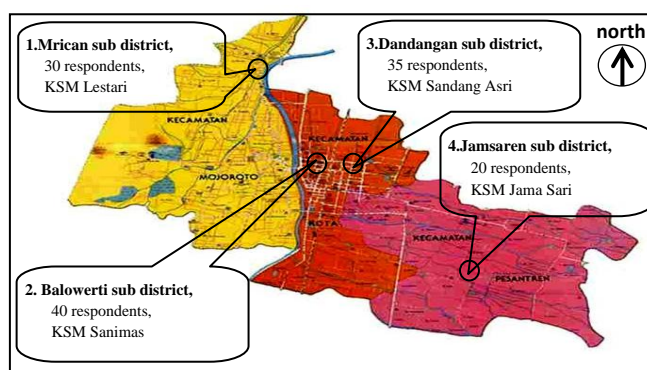 1.Mrican sub district,
30 respondents,
KSM Lestari
3.Dandangan sub district,
35 respondents,
KSM Sandang Asri
north
4.Jamsaren sub district,
20 respondents,
KSM Jama Sari
KECAMATAN
MOJOROTO
KECAMATAN
KOTA
KECAMATAN
PESANTREN
2. Balowerti sub district,
40 respondents,
KSM Sanimas